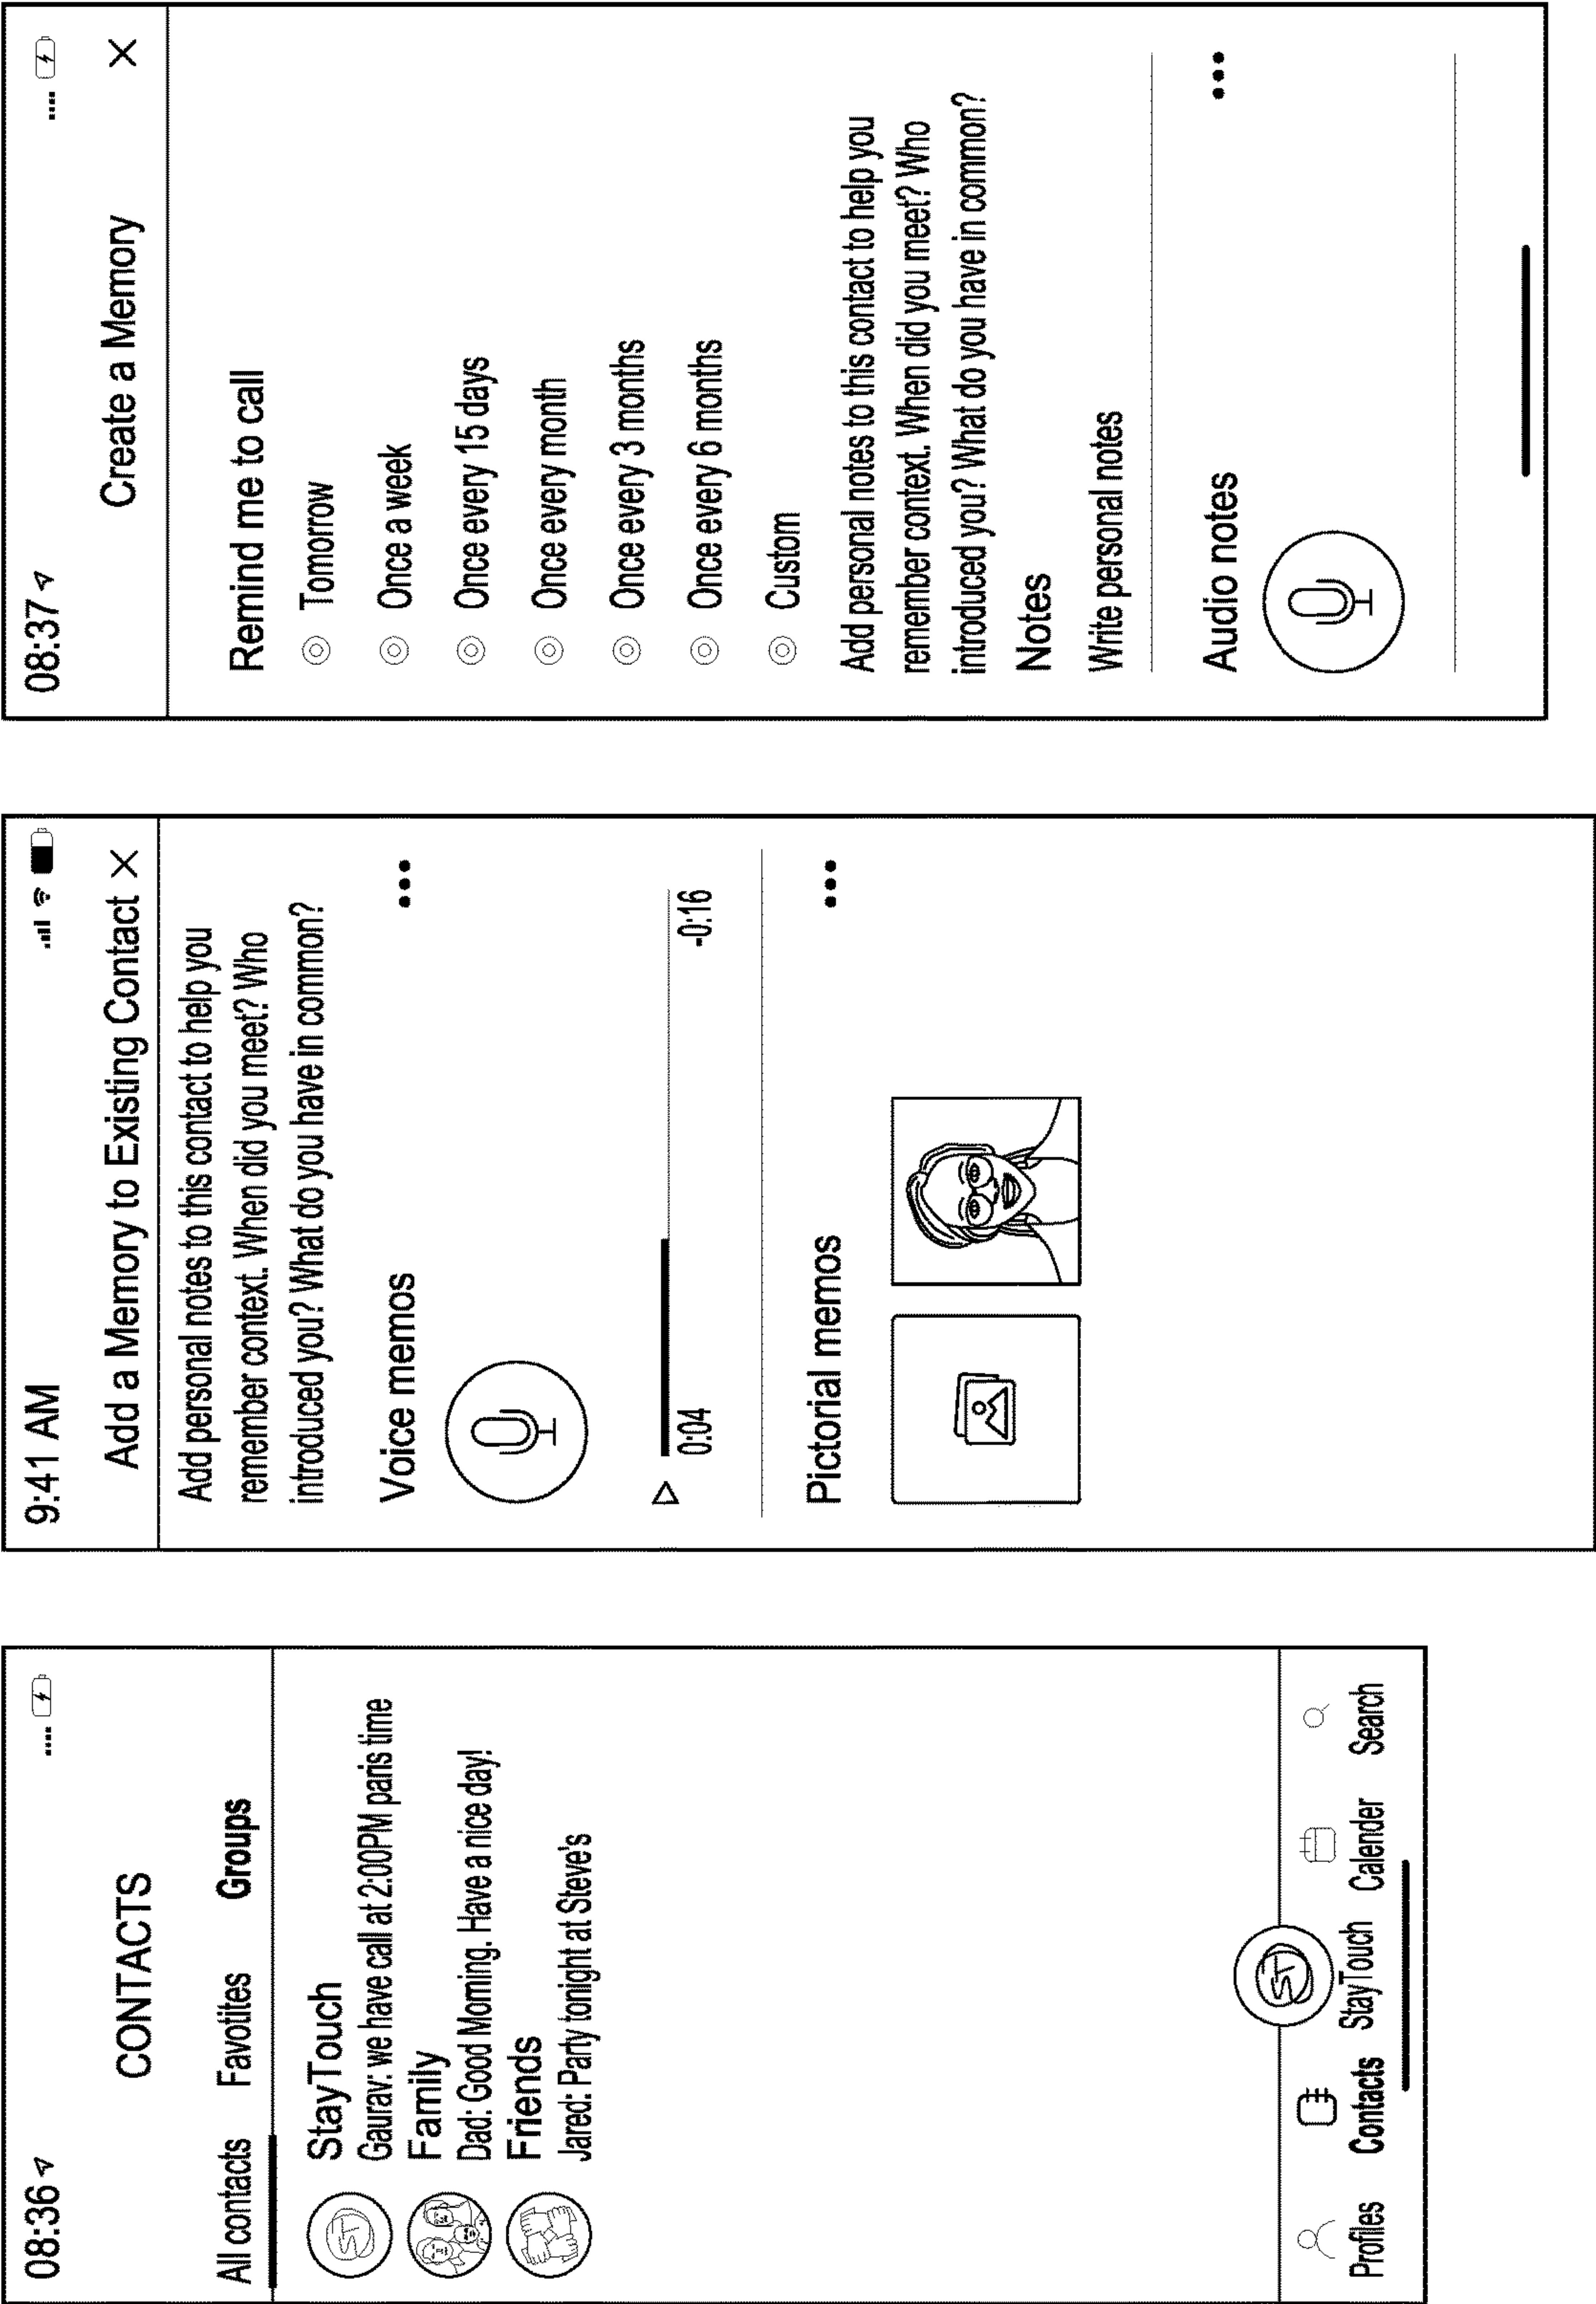 08:36
CONTACTS
All contacts Favotites Groups
StayTouch
Gaurav: we have call at 2:00PM paris time
Family
Dad: Good Morning. Have a nice day!
Friends
Jared: Party tonight at Steve's
ST
ST
Profiles Contacts StayTouch Calender Search
9:41 AM
Add a Memory to Existing Contact X
Add personal notes to this contact to help you
remember context. When did you meet? Who
introduced you? What do you have in common?
Voice memos
0:04 -0:16
Pictorial memos
08:37
Create a Memory X
Remind me to call
Tomorrow
Once a week
Once every 15 days
Once every month
Once every 3 months
Once every 6 months
Custom
Add personal notes to this contact to help you
remember context. When did you meet? Who
introduced you? What do you have in common?
Notes
Write personal notes
Audio notes